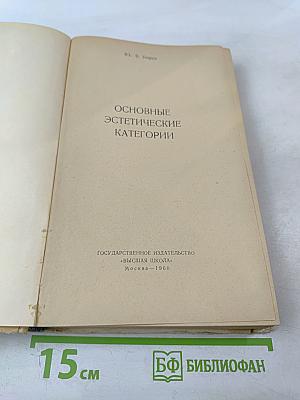 Ю. Б. Борев
ОСНОВНЫЕ
ЭСТЕТИЧЕСКИЕ
КАТЕГОРИИ
ГОСУДАРСТВЕННОЕ ИЗДАТЕЛЬСТВО
«ВЫСШАЯ ШКОЛА»
Москва—1960
15 см
БФ БИБЛИОФАН